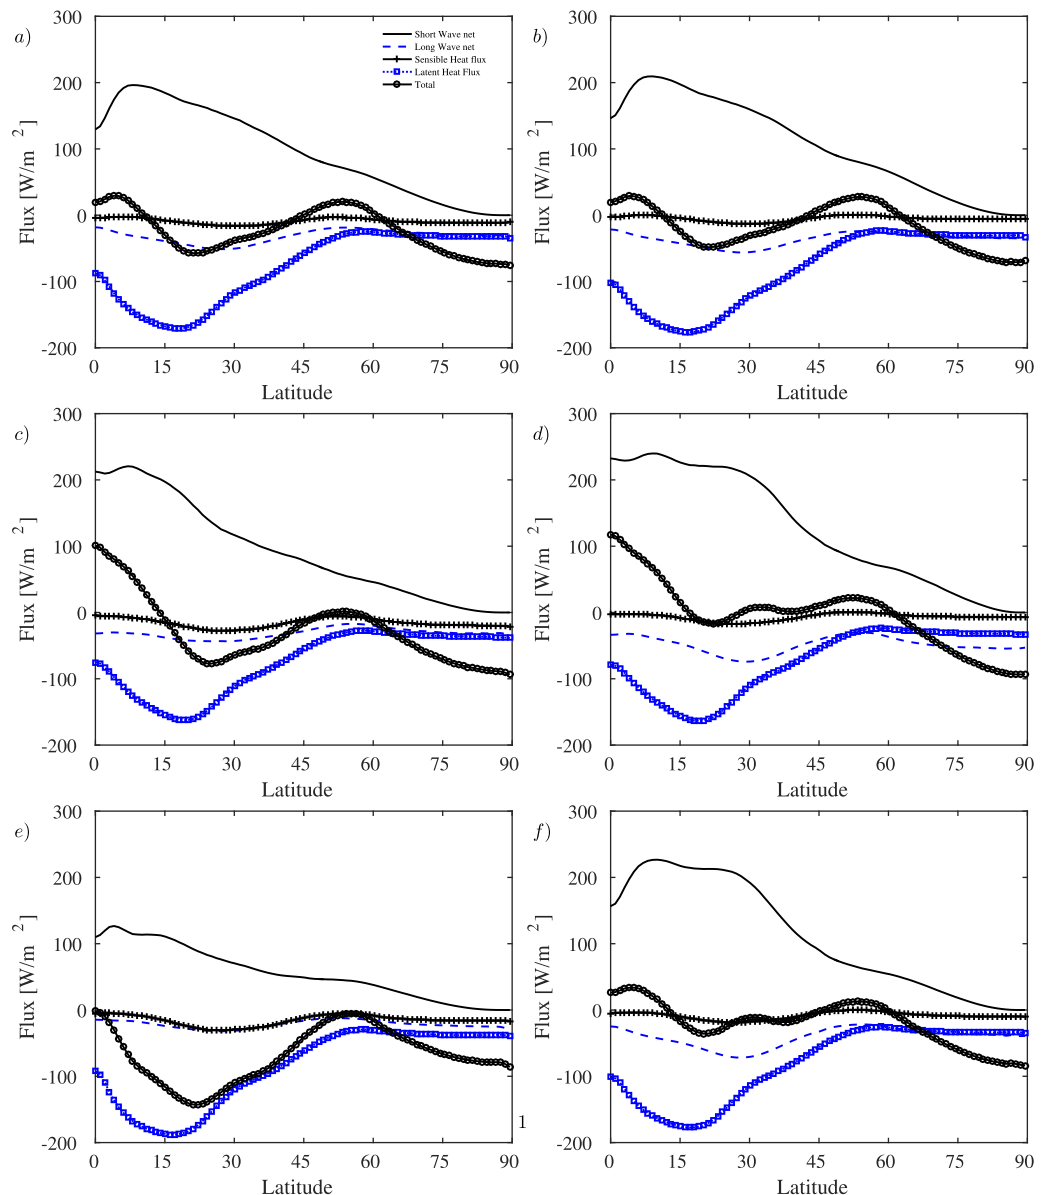 a)
300
200
100
0
-100
-200
Flux [W/m 2 ]
0 15 30 45 60 75 90
Latitude
Short Wave net
Long Wave net
Sensible Heat flux
Latent Heat Flux
Total
b)
300
200
100
0
-100
-200
Flux [W/m 2 ]
0 15 30 45 60 75 90
Latitude
c)
300
200
100
0
-100
-200
Flux [W/m 2 ]
0 15 30 45 60 75 90
Latitude
d)
300
200
100
0
-100
-200
Flux [W/m 2 ]
0 15 30 45 60 75 90
Latitude
e)
300
200
100
0
-100
-200
Flux [W/m 2 ]
0 15 30 45 60 75 90
Latitude
1
f)
300
200
100
0
-100
-200
Flux [W/m 2 ]
0 15 30 45 60 75 90
Latitude